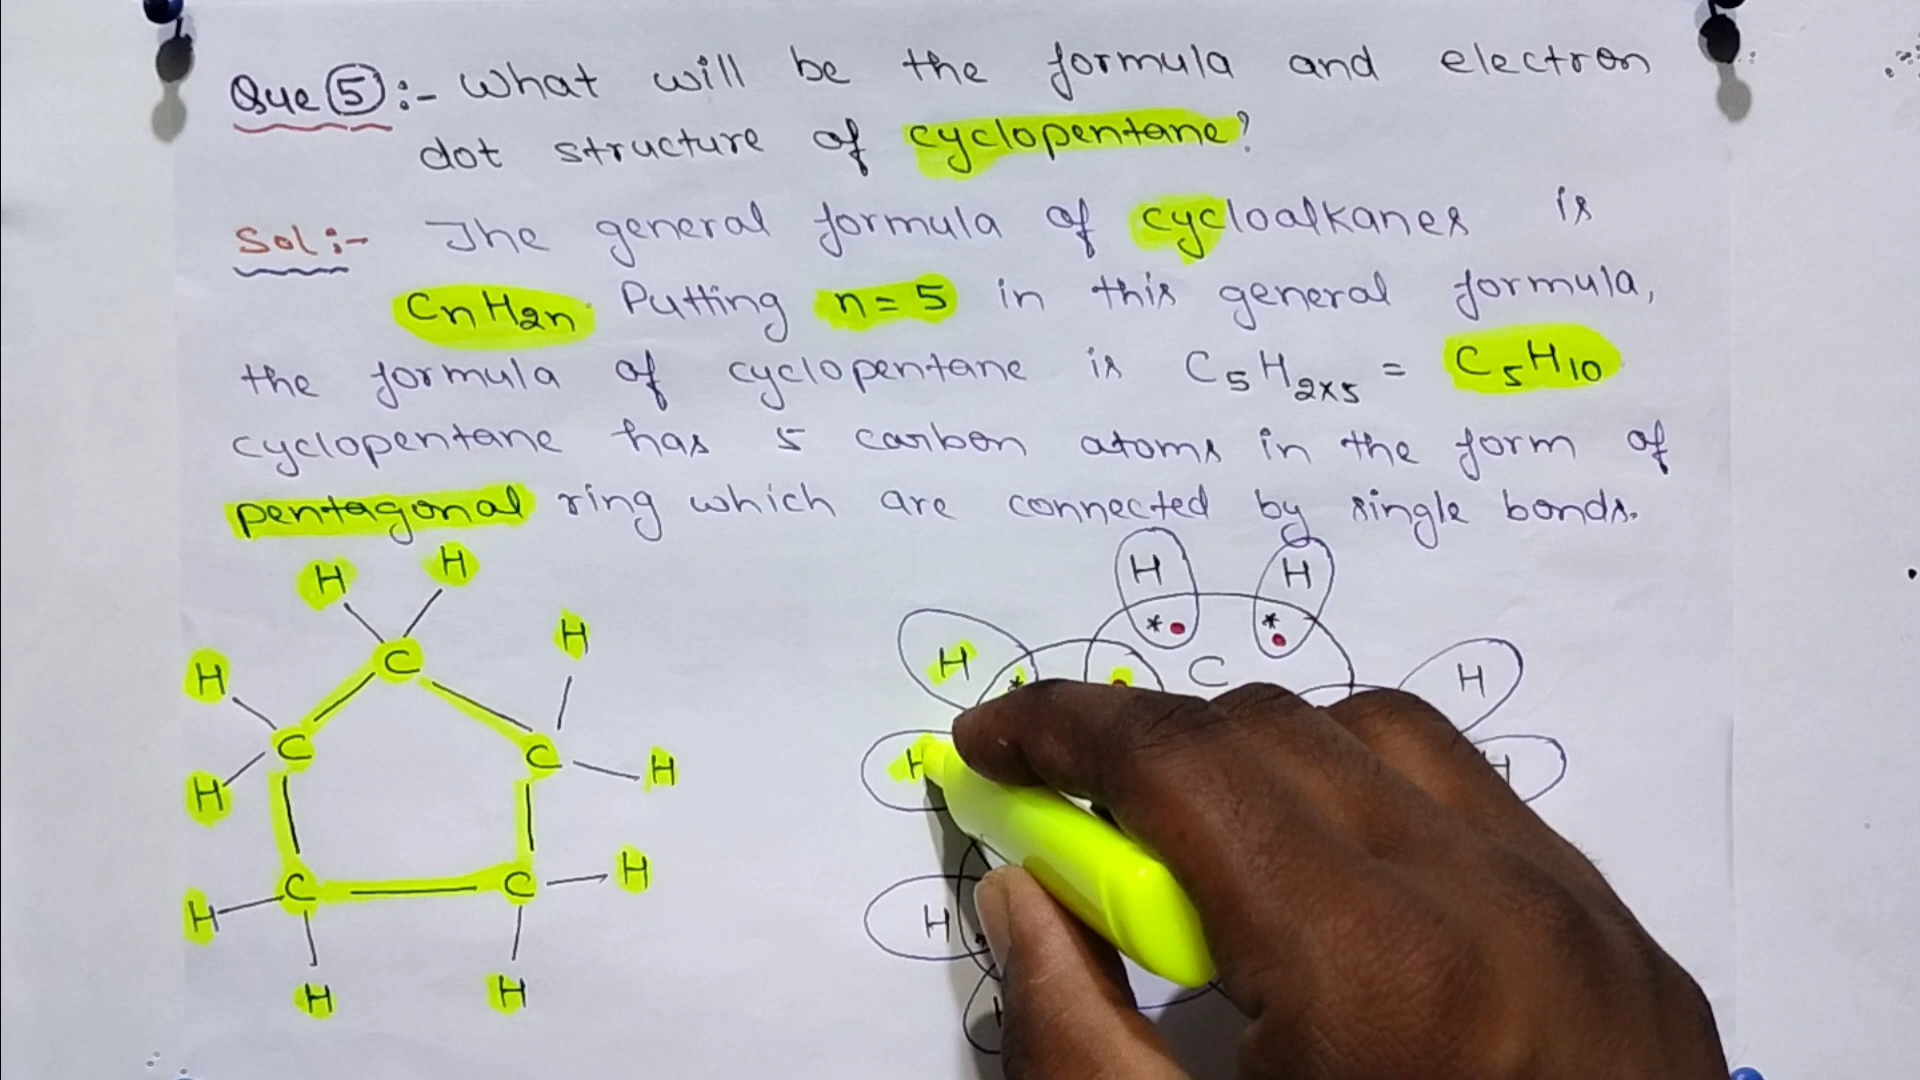 Que 5 :- What will be the formula and electron
dot structure of cyclopentane?
Sol :- The general formula of cycloalkanes is
CnH2n. Putting n = 5 in this general formula,
the formula of cyclopentane is C5H2×5 = C5H10
cyclopentane has 5 carbon atoms in the form of
pentagonal ring which are connected by single bonds.
H H H H
H
H H C C H H
C C H H H
H
C C H
H H
H H